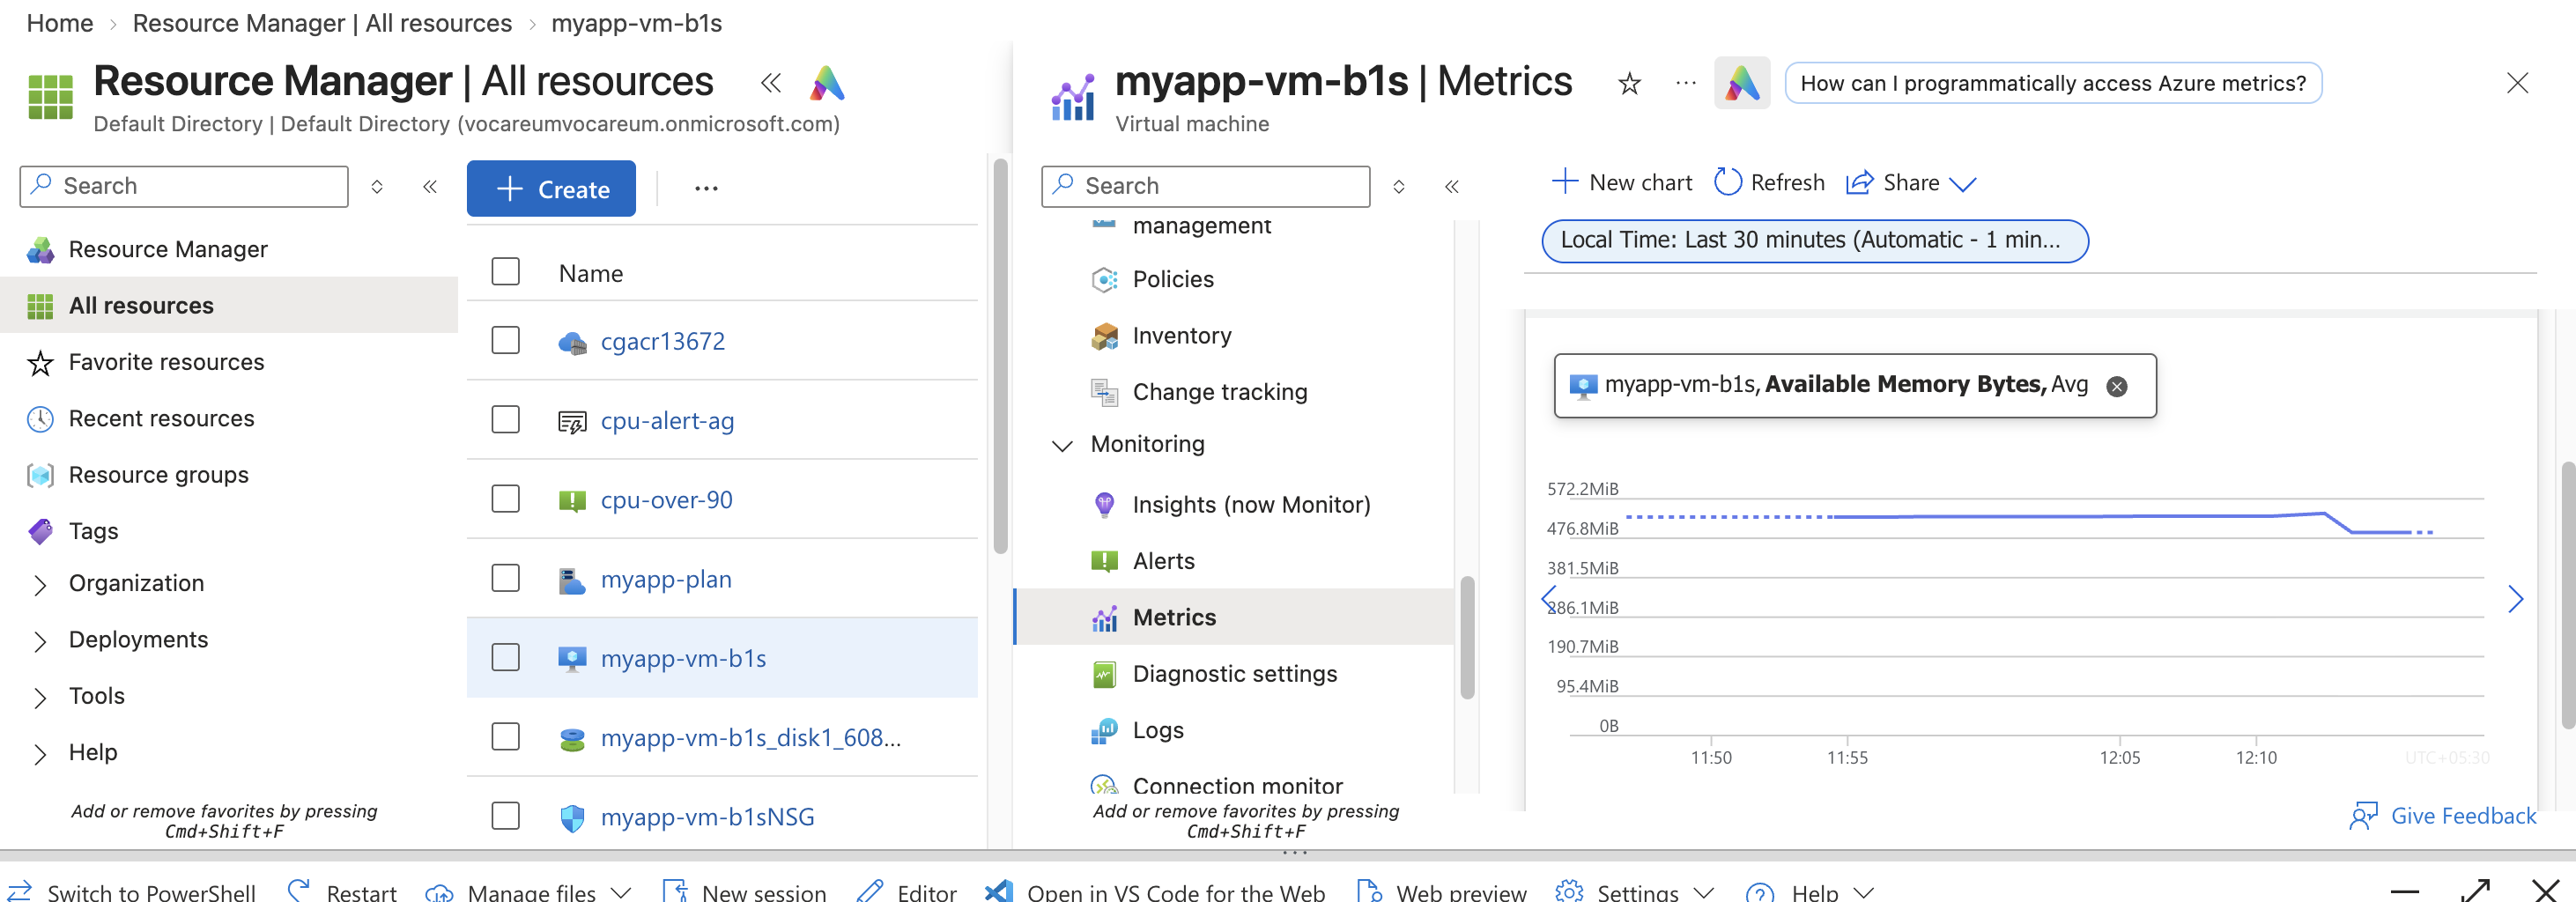 Home > Resource Manager | All resources > myapp-vm-b1s
Resource Manager | All resources
Default Directory | Default Directory (vocareumvocareum.onmicrosoft.com)
Search
Resource Manager
All resources
Favorite resources
Recent resources
Resource groups
Tags
Organization
Deployments
Tools
Help
Add or remove favorites by pressing
Cmd+Shift+F
Create
...
Name
cgacr13672
cpu-alert-ag
cpu-over-90
myapp-plan
myapp-vm-b1s
myapp-vm-b1s_disk1_608...
myapp-vm-b1sNSG
myapp-vm-b1s | Metrics
Virtual machine
...
How can I programmatically access Azure metrics?
Search
management
Policies
Inventory
Change tracking
Monitoring
Insights (now Monitor)
Alerts
Metrics
Diagnostic settings
Logs
Connection monitor
Add or remove favorites by pressing
Cmd+Shift+F
New chart
Refresh
Share
Local Time: Last 30 minutes (Automatic - 1 min...
myapp-vm-b1s, Available Memory Bytes, Avg
572.2MiB
476.8MiB
381.5MiB
286.1MiB
190.7MiB
95.4MiB
0B
11:50 11:55 12:05 12:10 UTC+05:30
Give Feedback
Switch to PowerShell
Restart
Manage files
New session
Editor
Open in VS Code for the Web
Web preview
Settings
Help